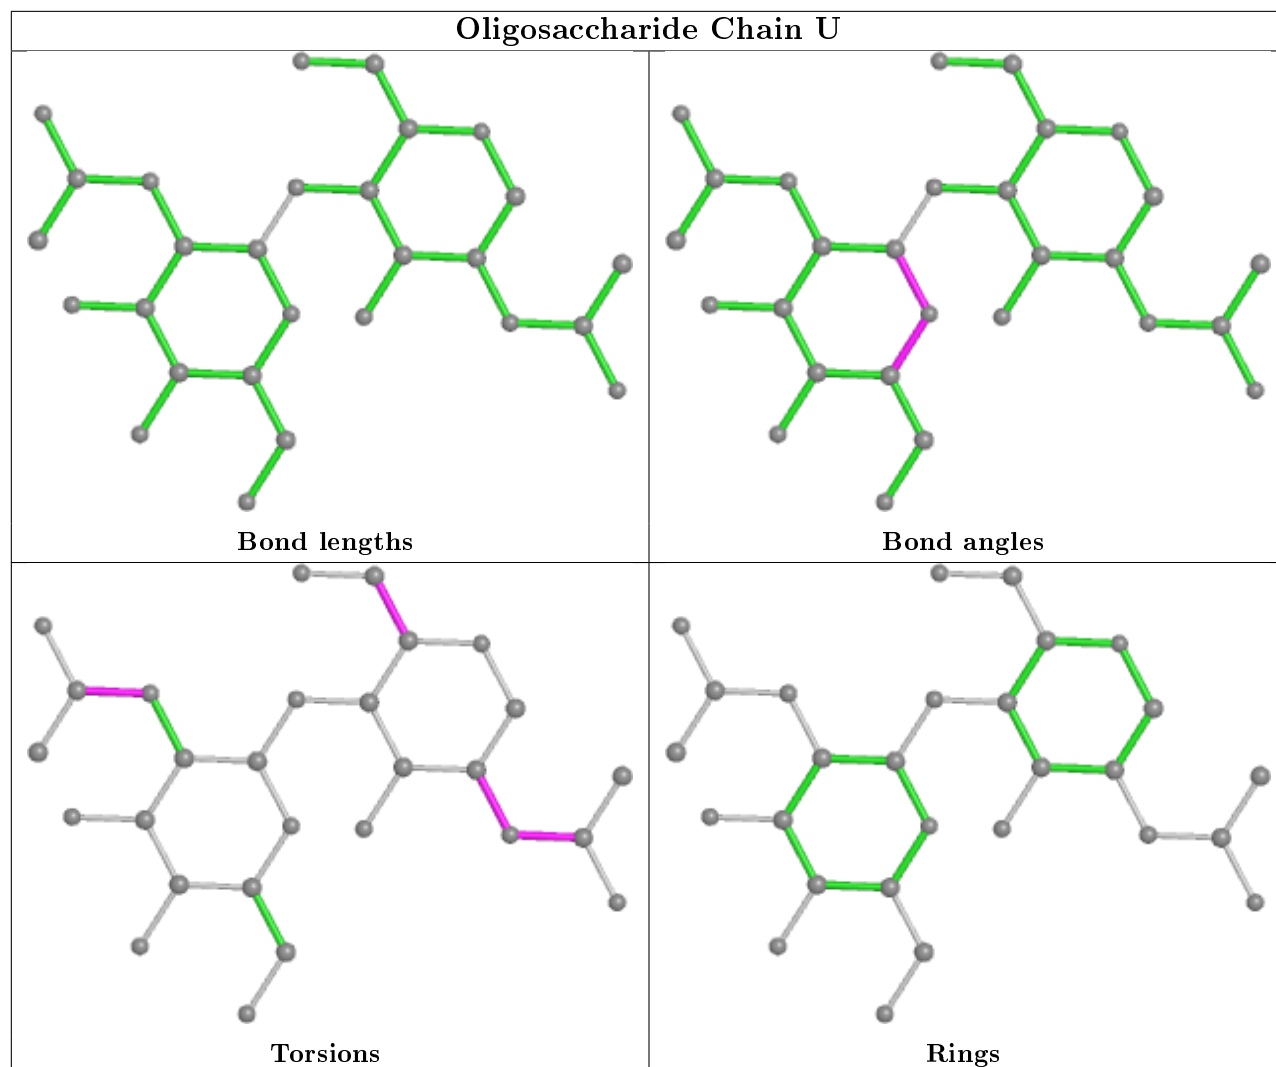 Oligosaccharide Chain U
Bond lengths
Bond angles
Torsions
Rings